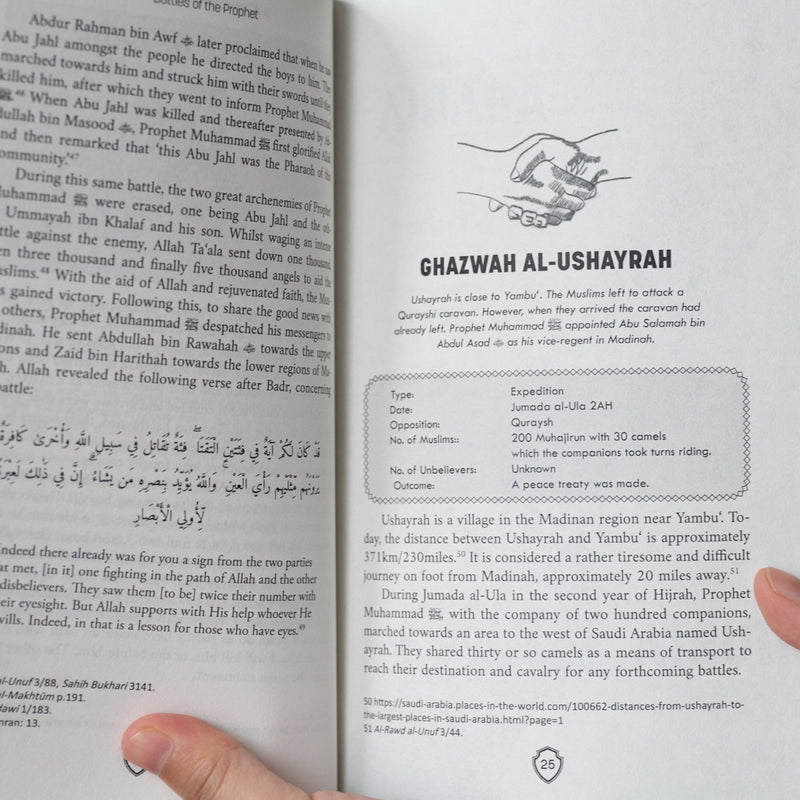 Battles of the Prophet
Abdur Rahman bin Awf ؓ later proclaimed that when he saw
Abu Jahl amongst the people he directed the boys to him. They
marched towards him and struck him with their swords until they
killed him, after which they went to inform Prophet Muhammad
ﷺ.⁴⁶ When Abu Jahl was killed and thereafter presented by
dullah bin Masood ؓ, Prophet Muhammad ﷺ first glorified Allah
nd then remarked that ‘this Abu Jahl was the Pharaoh of this
ommunity.’⁴⁷
During this same battle, the two great archenemies of Prophet
uhammad ﷺ were erased, one being Abu Jahl and the
Ummayah ibn Khalaf and his son. Whilst waging an intense
ttle against the enemy, Allah Ta‘ala sent down one thousand,
en three thousand and finally five thousand angels to aid the
uslims.⁴⁸ With the aid of Allah and rejuvenated faith, the Mus-
s gained victory. Following this, to share the good news with
others, Prophet Muhammad ﷺ despatched his messengers to
dinah. He sent Abdullah bin Rawahah ؓ towards the upper
ons and Zaid bin Harithah towards the lower regions of Ma-
h. Allah revealed the following verse after Badr, concerning
attle:
قَدْ كَانَ لَكُمْ آيَةٌ فِي فِئَتَيْنِ الْتَقَتَا ۖ فِئَةٌ تُقَاتِلُ فِي سَبِيلِ اللَّهِ وَأُخْرَىٰ كَافِرَةٌ
يَرَوْنَهُم مِّثْلَيْهِمْ رَأْيَ الْعَيْنِ ۚ وَاللَّهُ يُؤَيِّدُ بِنَصْرِهِ مَن يَشَاءُ ۗ إِنَّ فِي ذَٰلِكَ لَعِبْرَةً
لِّأُولِي الْأَبْصَارِ
ndeed there already was for you a sign from the two parties
at met, [in it] one fighting in the path of Allah and the other
disbelievers. They saw them [to be] twice their number with
eir eyesight. But Allah supports with His help whoever He
wills. Indeed, in that is a lesson for those who have eyes.⁴⁹
al-Unuf 3/88, Sahih Bukhari 3141.
al-Makhtūm p.191.
dawi 1/183.
mran: 13.
GHAZWAH AL-USHAYRAH
Ushayrah is close to Yambu‘. The Muslims left to attack a
Qurayshi caravan. However, when they arrived the caravan had
already left. Prophet Muhammad ﷺ appointed Abu Salamah bin
Abdul Asad ؓ as his vice-regent in Madinah.
Type: Expedition
Date: Jumada al-Ula 2AH
Opposition: Quraysh
No. of Muslims:: 200 Muhajirun with 30 camels
which the companions took turns riding.
No. of Unbelievers: Unknown
Outcome: A peace treaty was made.
Ushayrah is a village in the Madinan region near Yambu‘. To-
day, the distance between Ushayrah and Yambu‘ is approximately
371km/230miles.⁵⁰ It is considered a rather tiresome and difficult
journey on foot from Madinah, approximately 20 miles away.⁵¹
During Jumada al-Ula in the second year of Hijrah, Prophet
Muhammad ﷺ, with the company of two hundred companions,
marched towards an area to the west of Saudi Arabia named Ush-
ayrah. They shared thirty or so camels as a means of transport to
reach their destination and cavalry for any forthcoming battles.
50 https://saudi-arabia.places-in-the-world.com/100662-distances-from-ushayrah-to-
the-largest-places-in-saudi-arabia.html?page=1
51 Al-Rawd al-Unuf 3/44.
25